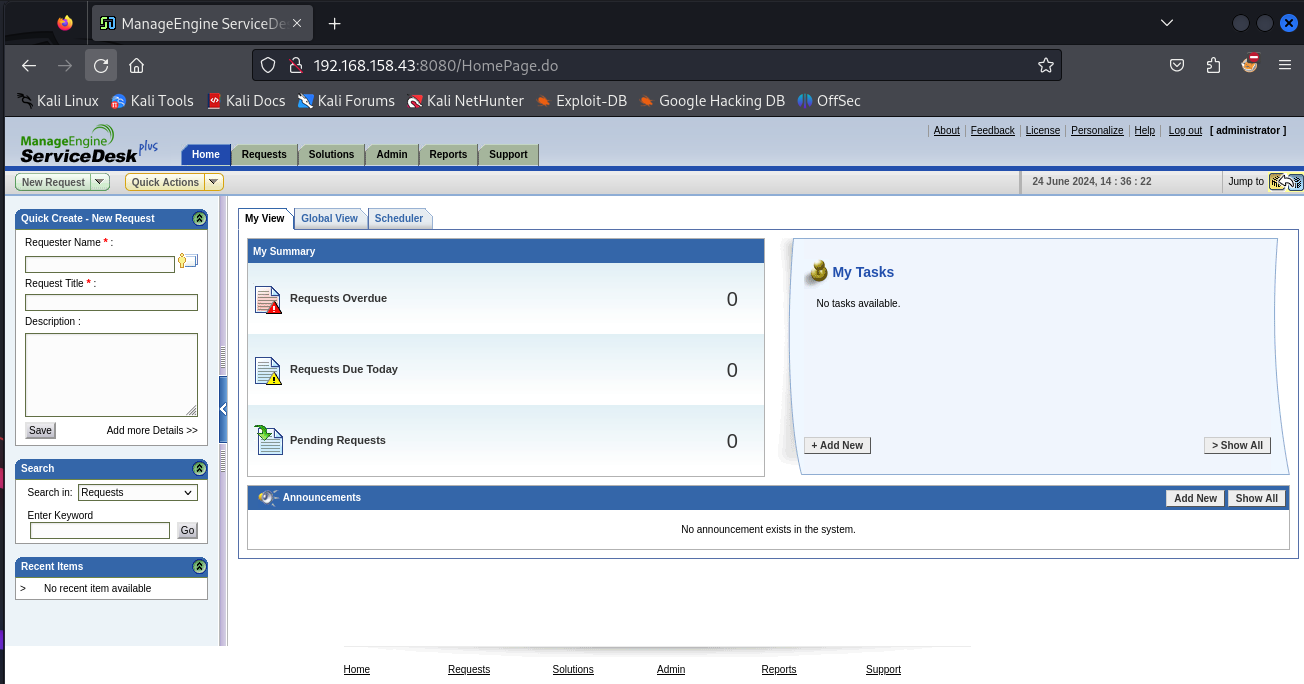 ManageEngine ServiceDe
192.168.158.43:8080/HomePage.do
Kali Linux Kali Tools Kali Docs Kali Forums Kali NetHunter Exploit-DB Google Hacking DB OffSec
About Feedback License Personalize Help Log out [ administrator ]
ManageEngine
ServiceDesk plus
Home Requests Solutions Admin Reports Support
New Request Quick Actions 24 June 2024, 14 : 36 : 22 Jump to
Quick Create - New Request
Requester Name * :
Request Title * :
Description :
Save Add more Details >>
Search
Search in: Requests
Enter Keyword
Go
Recent Items
> No recent item available
My View Global View Scheduler
My Summary
Requests Overdue 0
Requests Due Today 0
Pending Requests 0
My Tasks
No tasks available.
+ Add New > Show All
Announcements Add New Show All
No announcement exists in the system.
Home Requests Solutions Admin Reports Support